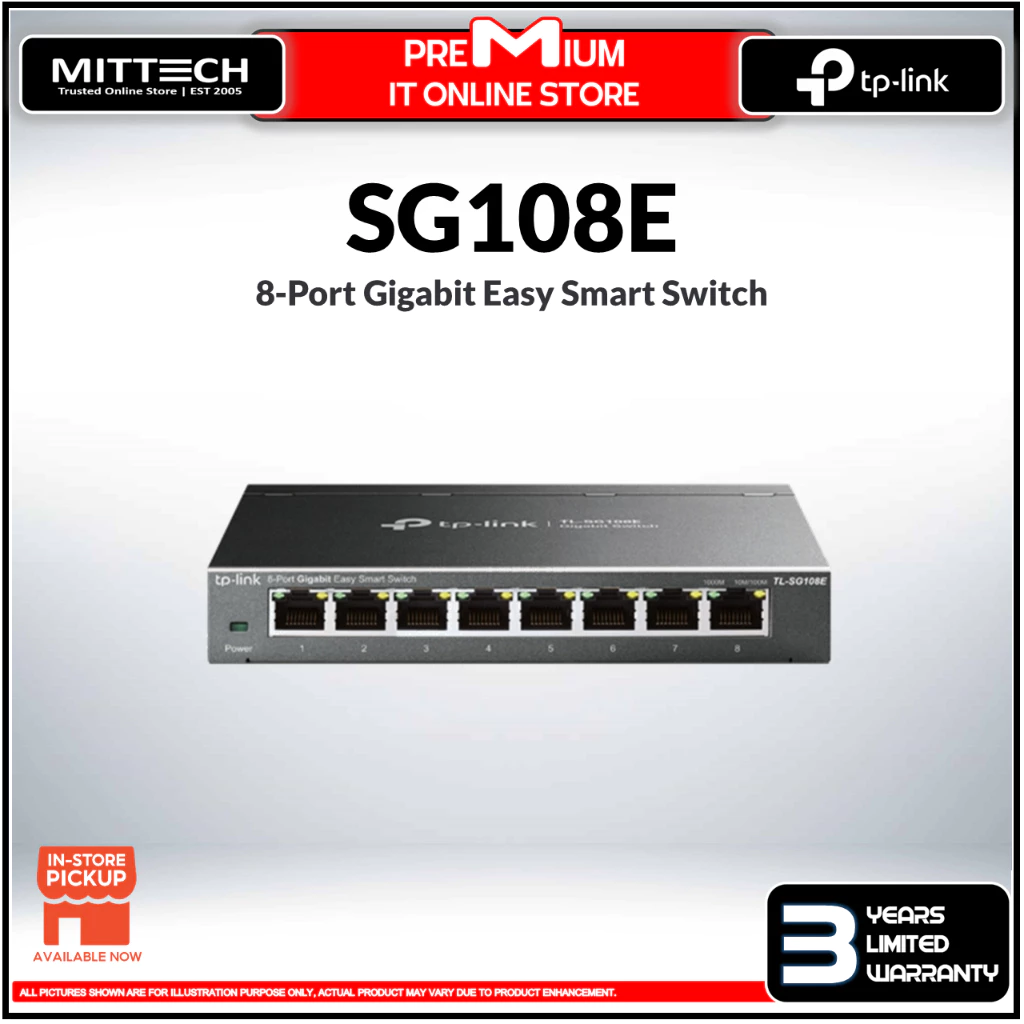 MITTECH
Trusted Online Store | EST 2005
PREMIUM
IT ONLINE STORE
tp-link
SG108E
8-Port Gigabit Easy Smart Switch
tp-link | TL-SG108E
Gigabit Switch
tp-link 8-Port Gigabit Easy Smart Switch
1000M 10M/100M TL-SG108E
Power 1 2 3 4 5 6 7 8
IN-STORE
PICKUP
AVAILABLE NOW
3 YEARS
LIMITED
WARRANTY
ALL PICTURES SHOWN ARE FOR ILLUSTRATION PURPOSE ONLY, ACTUAL PRODUCT MAY VARY DUE TO PRODUCT ENHANCEMENT.